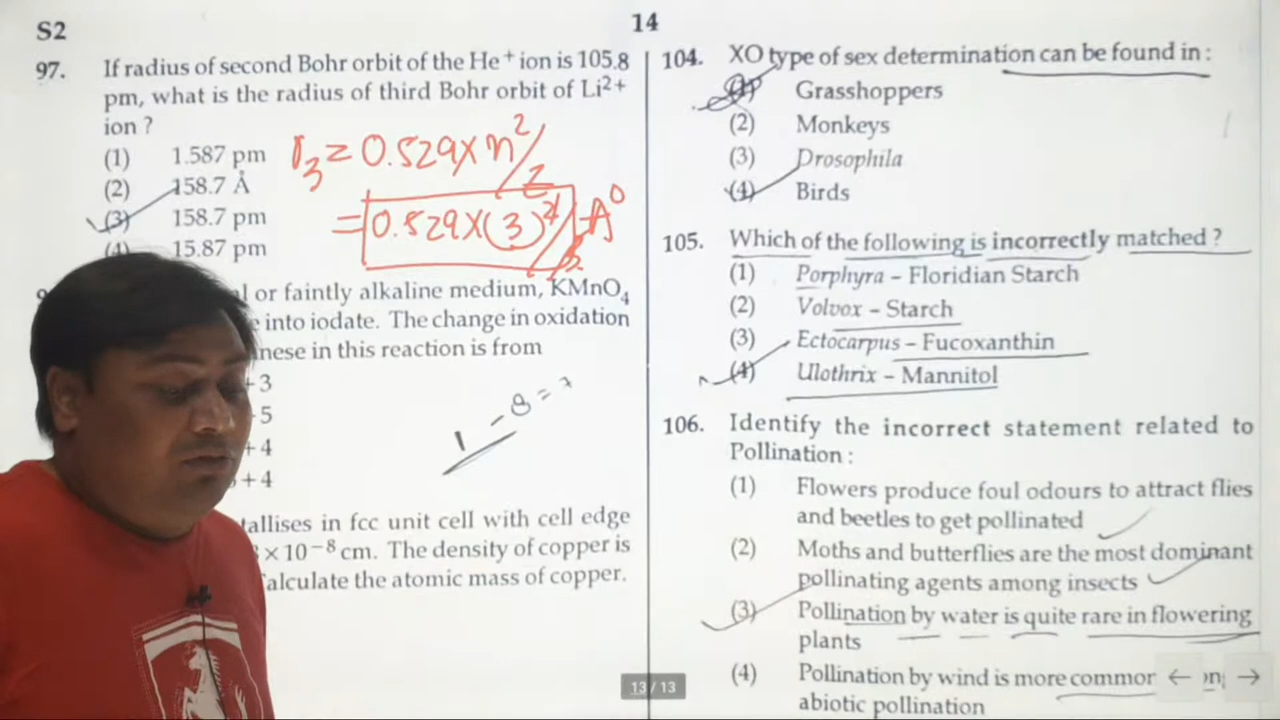 S2
14
97. If radius of second Bohr orbit of the He+ ion is 105.8
pm, what is the radius of third Bohr orbit of Li2+
ion ?
(1) 1.587 pm
(2) 158.7 Å
(3) 158.7 pm
(4) 15.87 pm
r3 = 0.529 × n2/Z
= 0.529 × (3)2/3 A°
l or faintly alkaline medium, KMnO4
into iodate. The change in oxidation
nese in this reaction is from
3
5
+4
+4
1 - 8 =
tallises in fcc unit cell with cell edge
× 10−8 cm. The density of copper is
alculate the atomic mass of copper.
104. XO type of sex determination can be found in :
Grasshoppers
(2) Monkeys
(3) Drosophila
(4) Birds
105. Which of the following is incorrectly matched ?
(1) Porphyra – Floridian Starch
(2) Volvox – Starch
(3) Ectocarpus – Fucoxanthin
(4) Ulothrix – Mannitol
106. Identify the incorrect statement related to
Pollination :
(1) Flowers produce foul odours to attract flies
and beetles to get pollinated
(2) Moths and butterflies are the most dominant
pollinating agents among insects
(3) Pollination by water is quite rare in flowering
plants
(4) Pollination by wind is more common
abiotic pollination
13 / 13